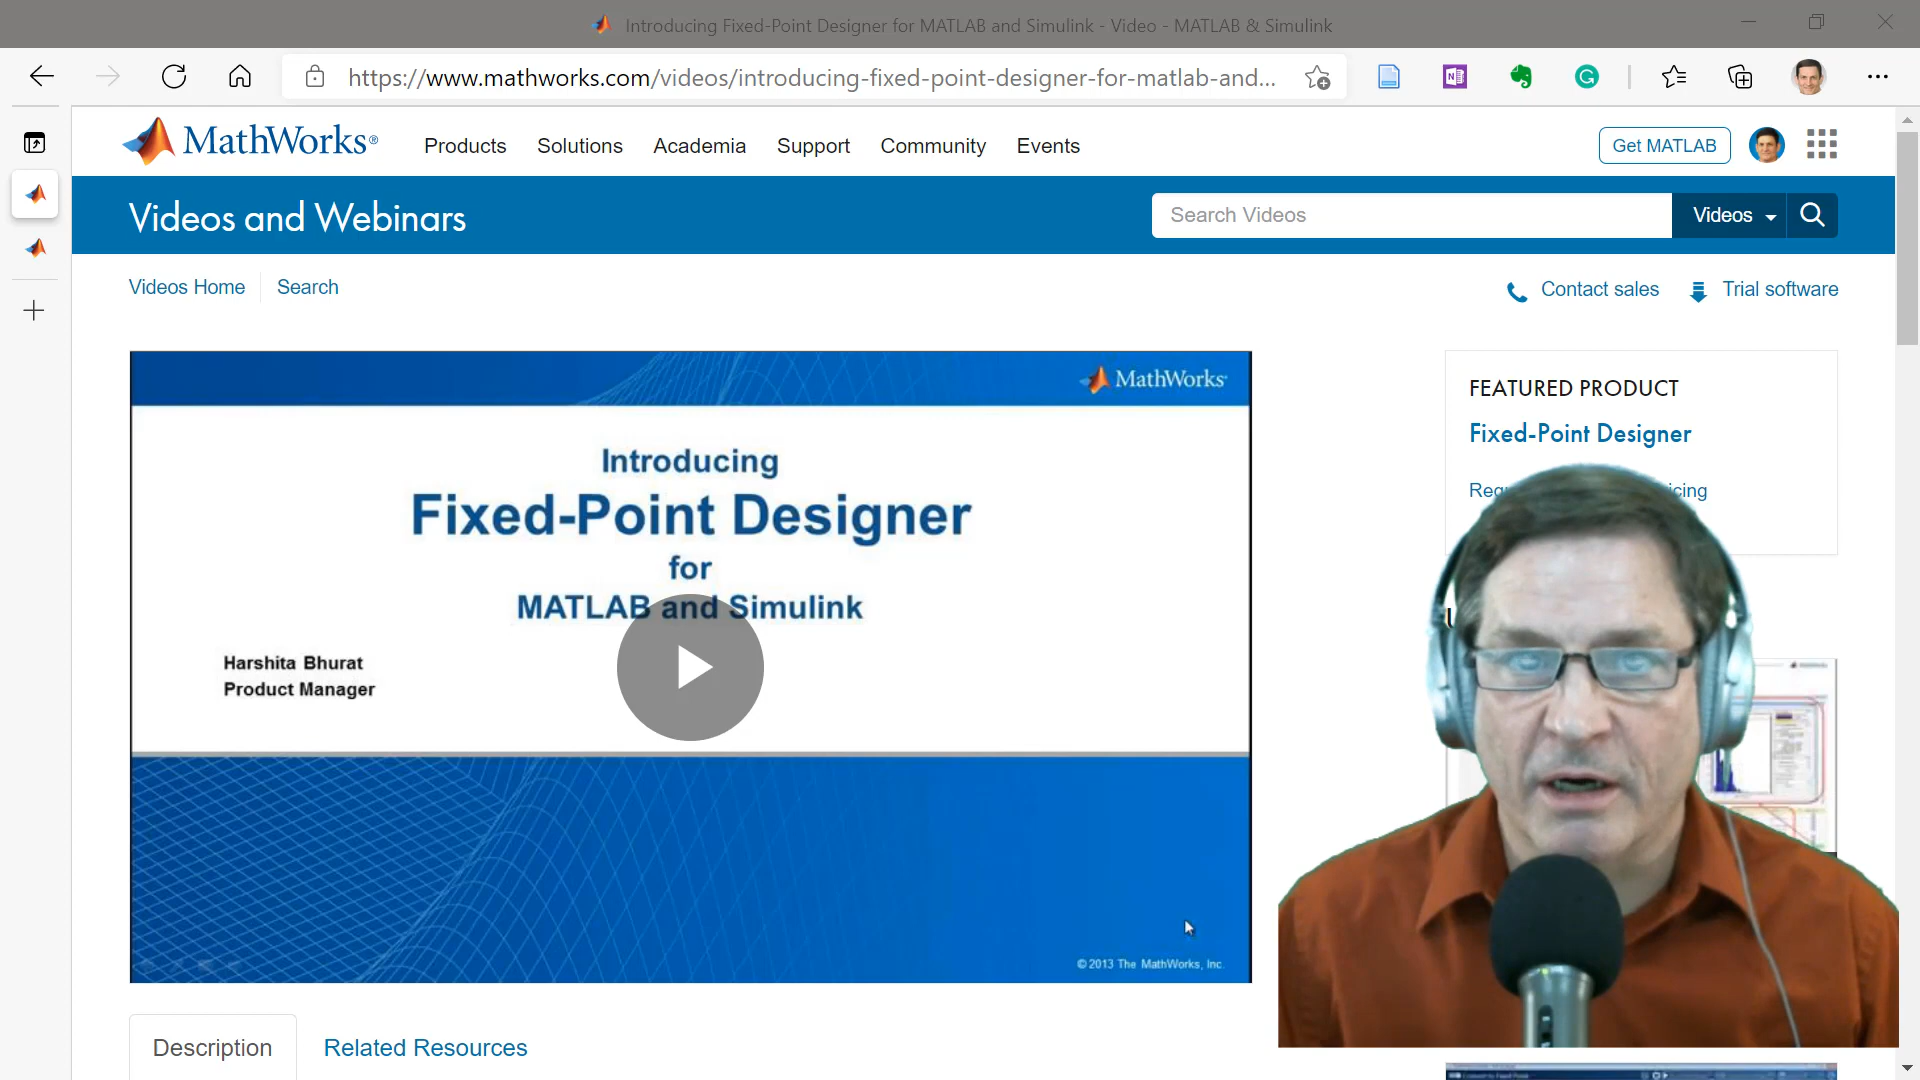 Introducing Fixed-Point Designer for MATLAB and Simulink - Video - MATLAB & Simulink
https://www.mathworks.com/videos/introducing-fixed-point-designer-for-matlab-and...
MathWorks®
Products Solutions Academia Support Community Events
Get MATLAB
Videos and Webinars
Search Videos
Videos
Videos Home
Search
Contact sales
Trial software
MathWorks
Introducing
Fixed-Point Designer
for
MATLAB and Simulink
Harshita Bhurat
Product Manager
©2013 The MathWorks, Inc.
FEATURED PRODUCT
Fixed-Point Designer
Description
Related Resources